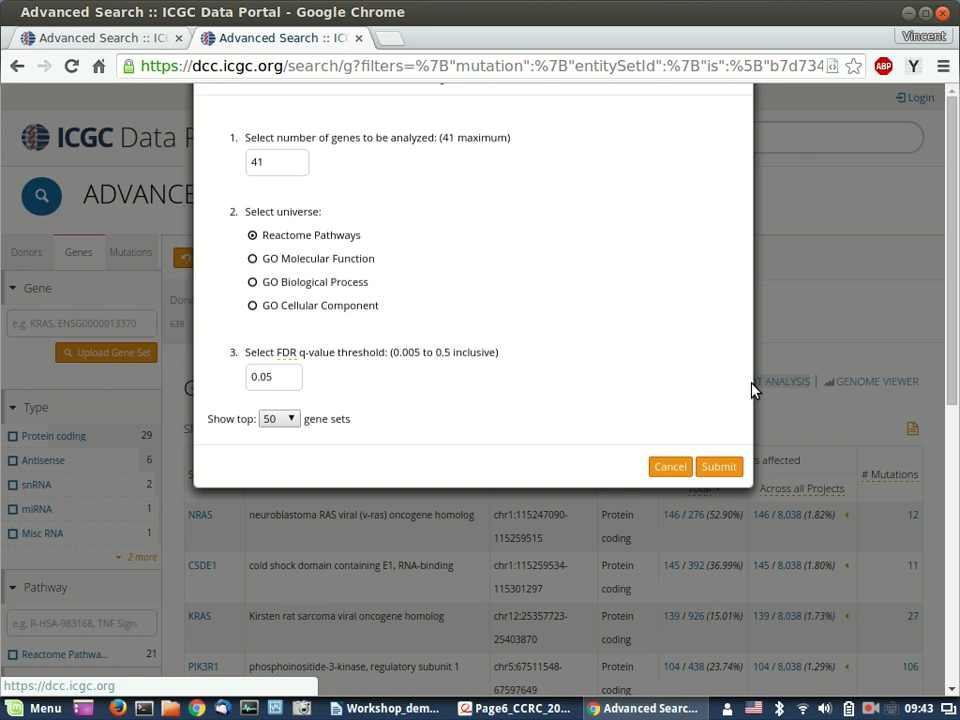 Advanced Search :: ICGC Data Portal - Google Chrome
Advanced Search :: IC
Advanced Search :: IC
Vincent
https://dcc.icgc.org/search/g?filters=%7B"mutation":%7B"entitySetId":%7B"is":%5B"b7d734
ABP
Y
Login
ICGC Data P
ADVANCE
Donors Genes Mutations
Gene
e.g. KRAS, ENSG0000013370
Upload Gene Set
Type
Protein coding 29
Antisense 6
snRNA 2
miRNA 1
Misc RNA 1
2 more
Pathway
e.g. R-HSA-983168, TNF Sign
Reactome Pathwa... 21
https://dcc.icgc.org
638
1. Select number of genes to be analyzed: (41 maximum)
41
2. Select universe:
Reactome Pathways
GO Molecular Function
GO Biological Process
GO Cellular Component
3. Select FDR q-value threshold: (0.005 to 0.5 inclusive)
0.05
Show top: 50 gene sets
Cancel Submit
T ANALYSIS | GENOME VIEWER
s affected
Across all Projects
# Mutations
NRAS neuroblastoma RAS viral (v-ras) oncogene homolog chr1:115247090-115259515 Protein coding 146 / 276 (52.90%) 146 / 8,038 (1.82%) 12
CSDE1 cold shock domain containing E1, RNA-binding chr1:115259534-115301297 Protein coding 145 / 392 (36.99%) 145 / 8,038 (1.80%) 11
KRAS Kirsten rat sarcoma viral oncogene homolog chr12:25357723-25403870 Protein coding 139 / 926 (15.01%) 139 / 8,038 (1.73%) 27
PIK3R1 phosphoinositide-3-kinase, regulatory subunit 1 chr5:67511548-67597649 Protein coding 104 / 438 (23.74%) 104 / 8,038 (1.29%) 106
Menu
Workshop_dem...
Page6_CCRC_20...
Advanced Searc...
09:43